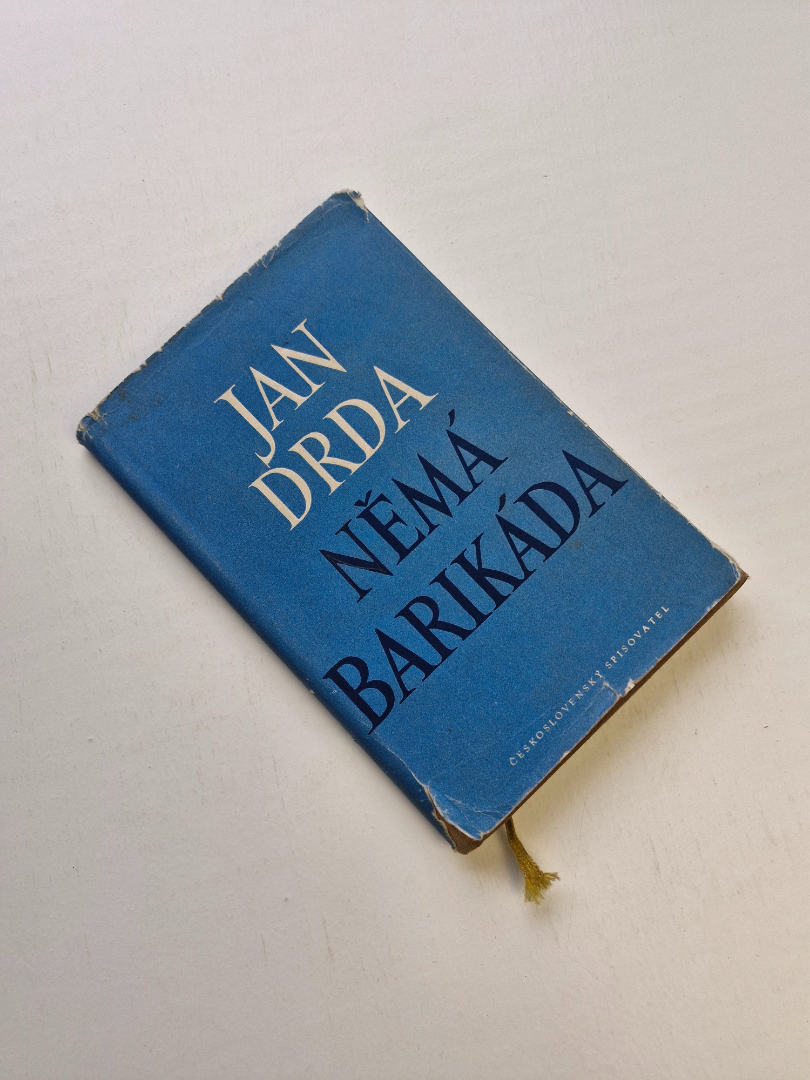 JAN
DRDA
NĚMÁ
BARIKÁDA
ČESKOSLOVENSKÝ SPISOVATEL